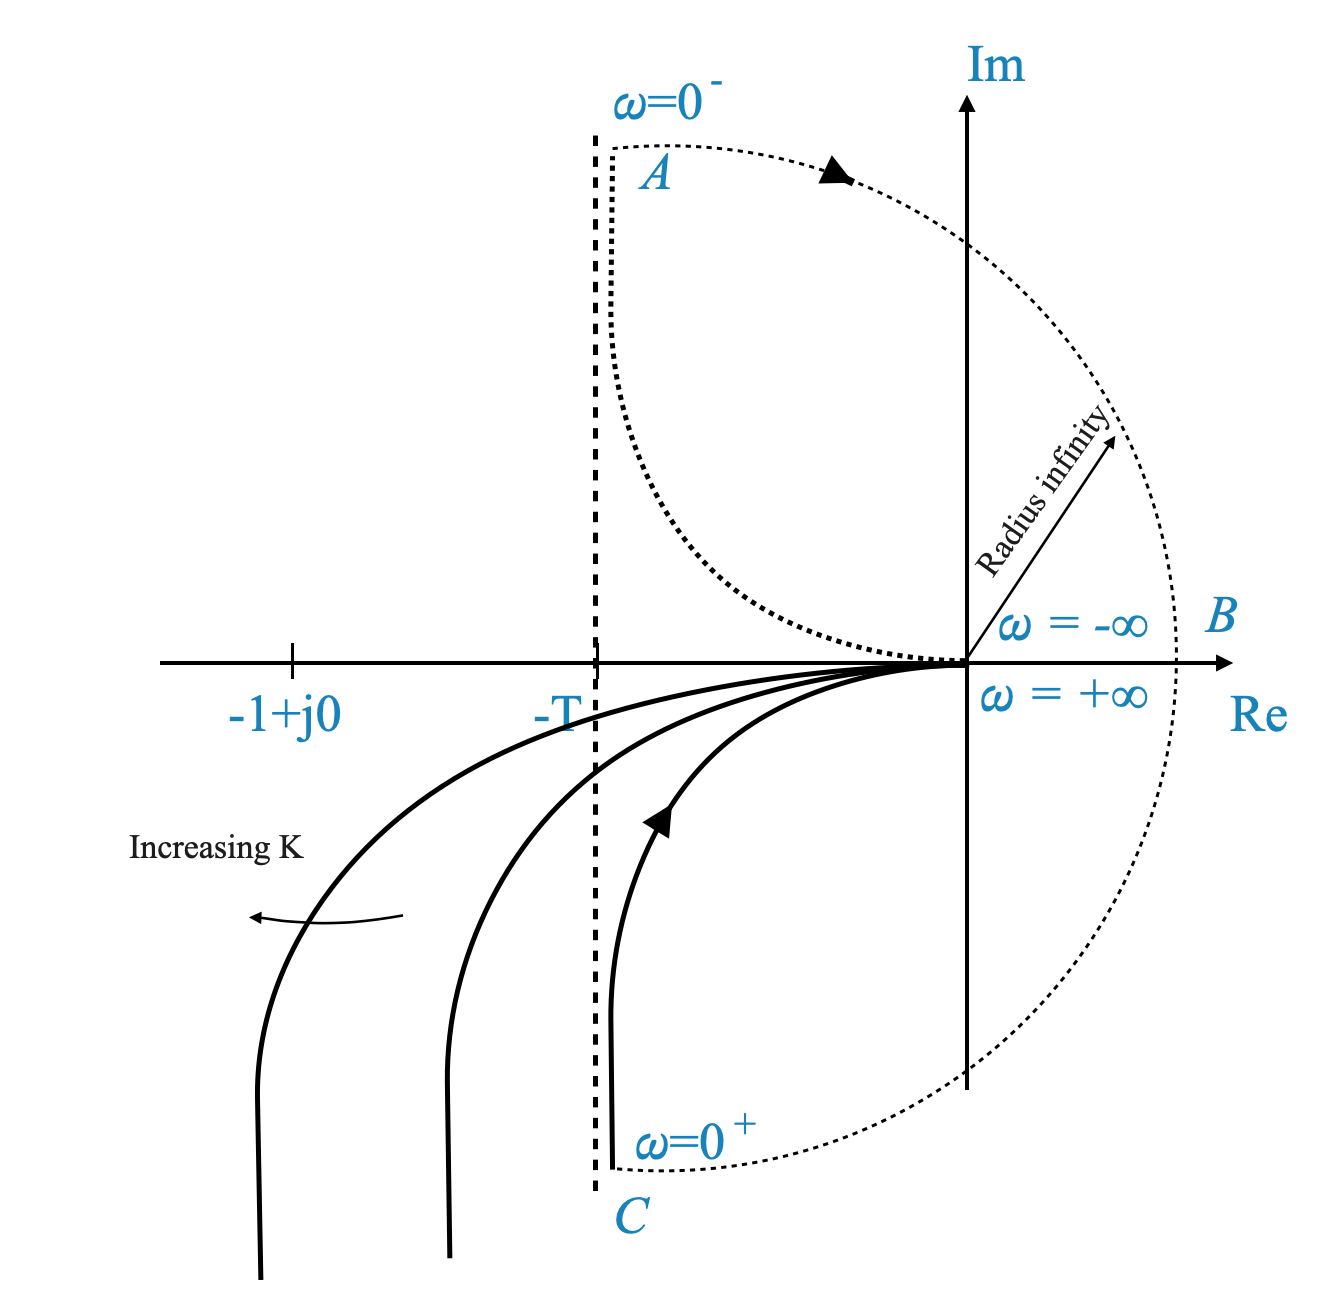 Im
ω=0⁻
A
Radius infinity
B
ω = -∞
-1+j0
-T
ω = +∞
Re
Increasing K
ω=0⁺
C